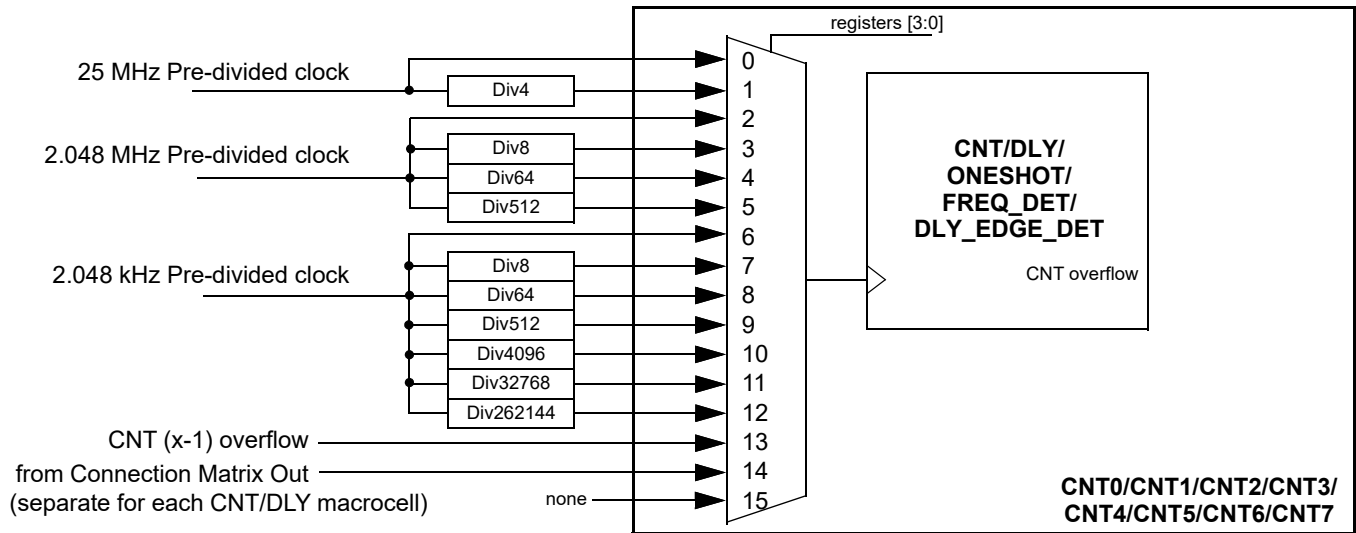 registers [3:0]
25 MHz Pre-divided clock
Div4
2.048 MHz Pre-divided clock
Div8
Div64
Div512
2.048 kHz Pre-divided clock
Div8
Div64
Div512
Div4096
Div32768
Div262144
CNT (x-1) overflow
from Connection Matrix Out
(separate for each CNT/DLY macrocell)
none
0
1
2
3
4
5
6
7
8
9
10
11
12
13
14
15
CNT/DLY/
ONESHOT/
FREQ_DET/
DLY_EDGE_DET
CNT overflow
CNT0/CNT1/CNT2/CNT3/
CNT4/CNT5/CNT6/CNT7